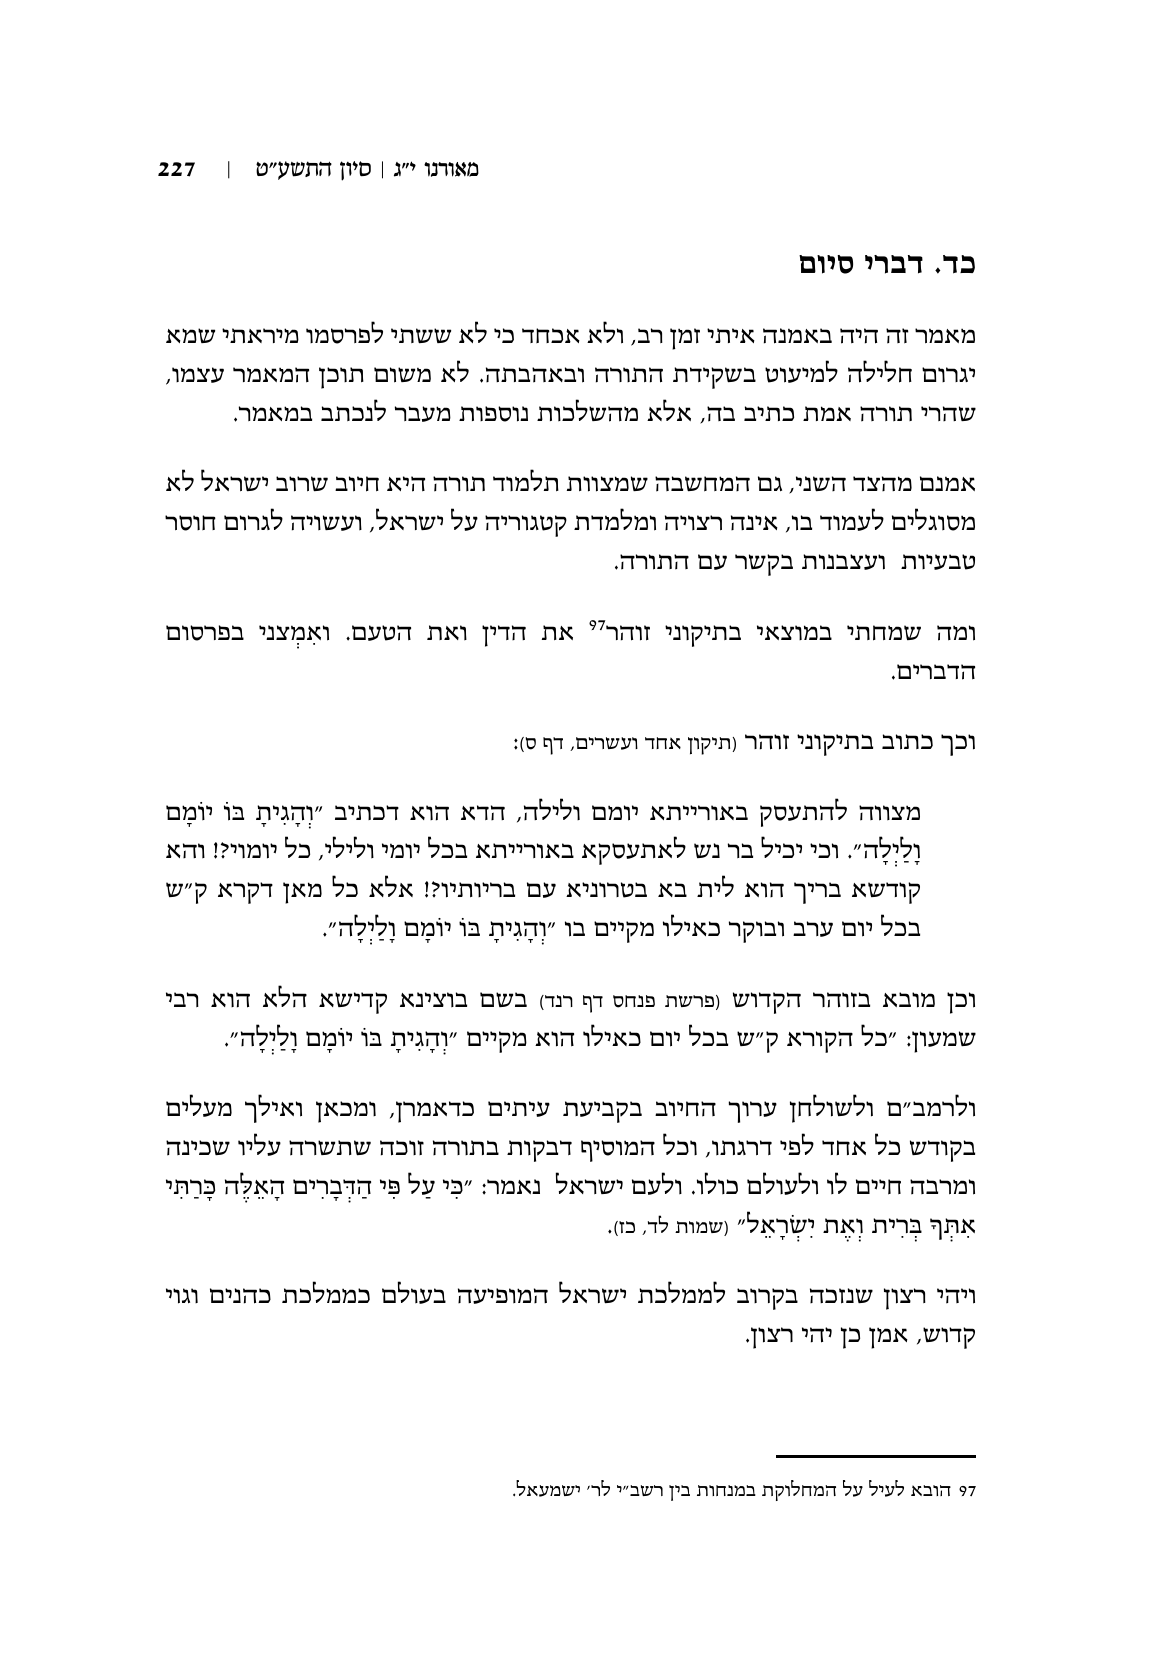 מאורנו י״ג | סיון התשע״ט | 227
כד. דברי סיום
מאמר זה היה באמנה איתי זמן רב, ולא אכחד כי לא ששתי לפרסמו מיראתי שמא
יגרום חלילה למיעוט בשקידת התורה ובאהבתה. לא משום תוכן המאמר עצמו,
שהרי תורה אמת כתיב בה, אלא מהשלכות נוספות מעבר לנכתב במאמר.
אמנם מהצד השני, גם המחשבה שמצוות תלמוד תורה היא חיוב שרוב ישראל לא
מסוגלים לעמוד בו, אינה רצויה ומלמדת קטגוריה על ישראל, ועשויה לגרום חוסר
טבעיות ועצבנות בקשר עם התורה.
ומה שמחתי במוצאי בתיקוני זוהר97 את הדין ואת הטעם. ואִמְצני בפרסום
הדברים.
וכך כתוב בתיקוני זוהר (תיקון אחד ועשרים, דף ס):
מצווה להתעסק באורייתא יומם ולילה, הדא הוא דכתיב ״וְהָגִיתָ בּוֹ יוֹמָם
וָלַיְלָה״. וכי יכיל בר נש לאתעסקא באורייתא בכל יומי ולילי, כל יומוי?! והא
קודשא בריך הוא לית בא בטרוניא עם בריותיו?! אלא כל מאן דקרא ק״ש
בכל יום ערב ובוקר כאילו מקיים בו ״וְהָגִיתָ בּוֹ יוֹמָם וָלַיְלָה״.
וכן מובא בזוהר הקדוש (פרשת פנחס דף רנד) בשם בוצינא קדישא הלא הוא רבי
שמעון: ״כל הקורא ק״ש בכל יום כאילו הוא מקיים ״וְהָגִיתָ בּוֹ יוֹמָם וָלַיְלָה״.
ולרמב״ם ולשולחן ערוך החיוב בקביעת עיתים כדאמרן, ומכאן ואילך מעלים
בקודש כל אחד לפי דרגתו, וכל המוסיף דבקות בתורה זוכה שתשרה עליו שכינה
ומרבה חיים לו ולעולם כולו. ולעם ישראל נאמר: ״כִּי עַל פִּי הַדְּבָרִים הָאֵלֶּה כָּרַתִּי
אִתְּךָ בְּרִית וְאֶת יִשְׂרָאֵל״ (שמות לד, כז).
ויהי רצון שנזכה בקרוב לממלכת ישראל המופיעה בעולם כממלכת כהנים וגוי
קדוש, אמן כן יהי רצון.
97 הובא לעיל על המחלוקת במנחות בין רשב״י לר׳ ישמעאל.